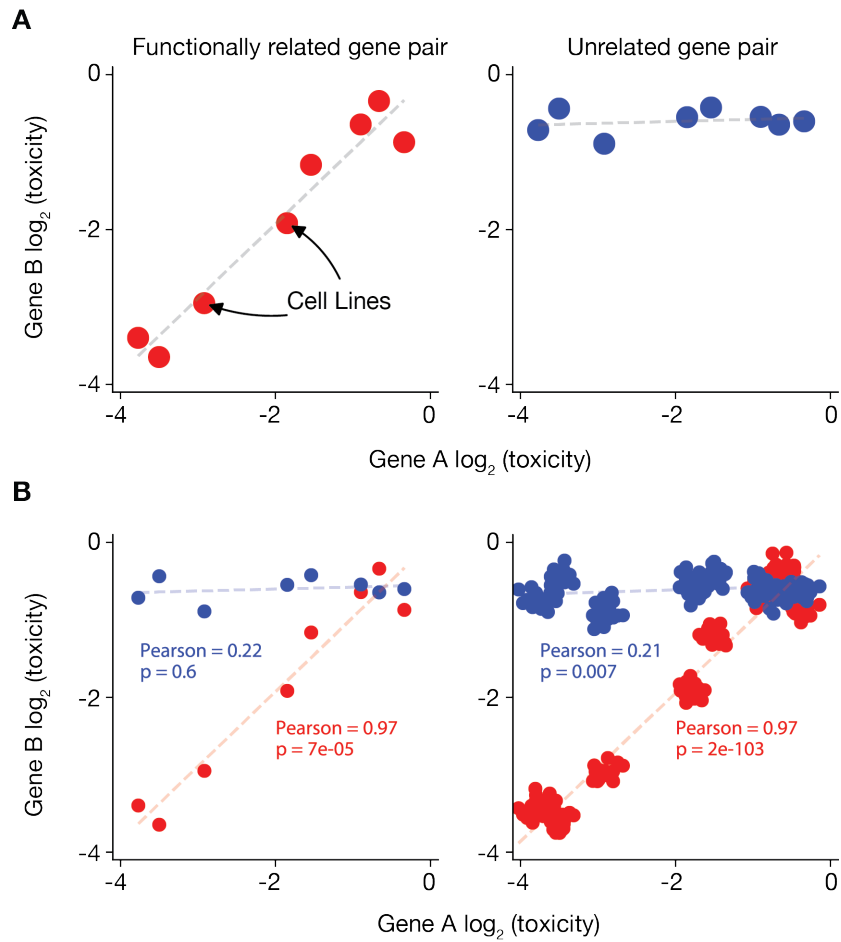 A
Functionally related gene pair
Unrelated gene pair
Gene B log2 (toxicity)
0
-2
-4
Cell Lines
-4
-2
0
0
-2
-4
-4
-2
0
Gene A log2 (toxicity)
B
Gene B log2 (toxicity)
0
-2
-4
Pearson = 0.22
p = 0.6
Pearson = 0.97
p = 7e-05
-4
-2
0
0
-2
-4
Pearson = 0.21
p = 0.007
Pearson = 0.97
p = 2e-103
-4
-2
0
Gene A log2 (toxicity)